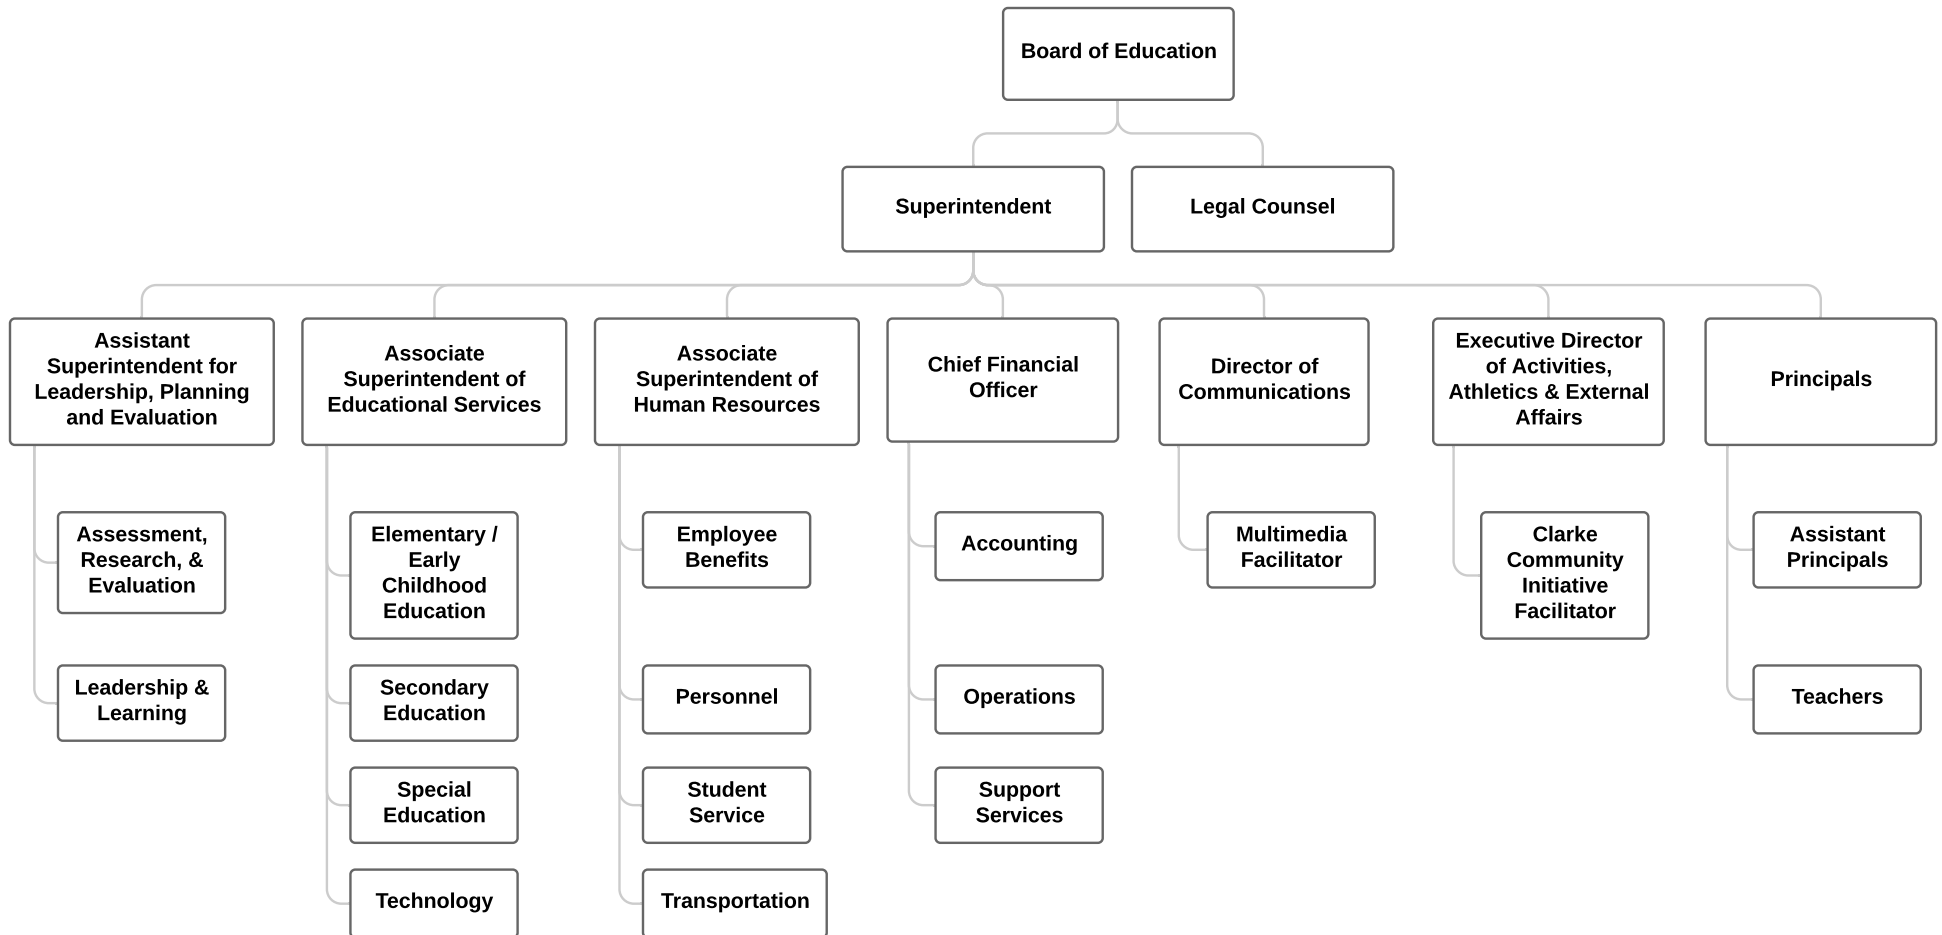 Board of Education
Superintendent
Legal Counsel
Assistant
Superintendent for
Leadership, Planning
and Evaluation
Associate
Superintendent of
Educational Services
Associate
Superintendent of
Human Resources
Chief Financial
Officer
Director of
Communications
Executive Director
of Activities,
Athletics & External
Affairs
Principals
Assessment,
Research, &
Evaluation
Leadership &
Learning
Elementary /
Early
Childhood
Education
Secondary
Education
Special
Education
Technology
Employee
Benefits
Personnel
Student
Service
Transportation
Accounting
Operations
Support
Services
Multimedia
Facilitator
Clarke
Community
Initiative
Facilitator
Assistant
Principals
Teachers